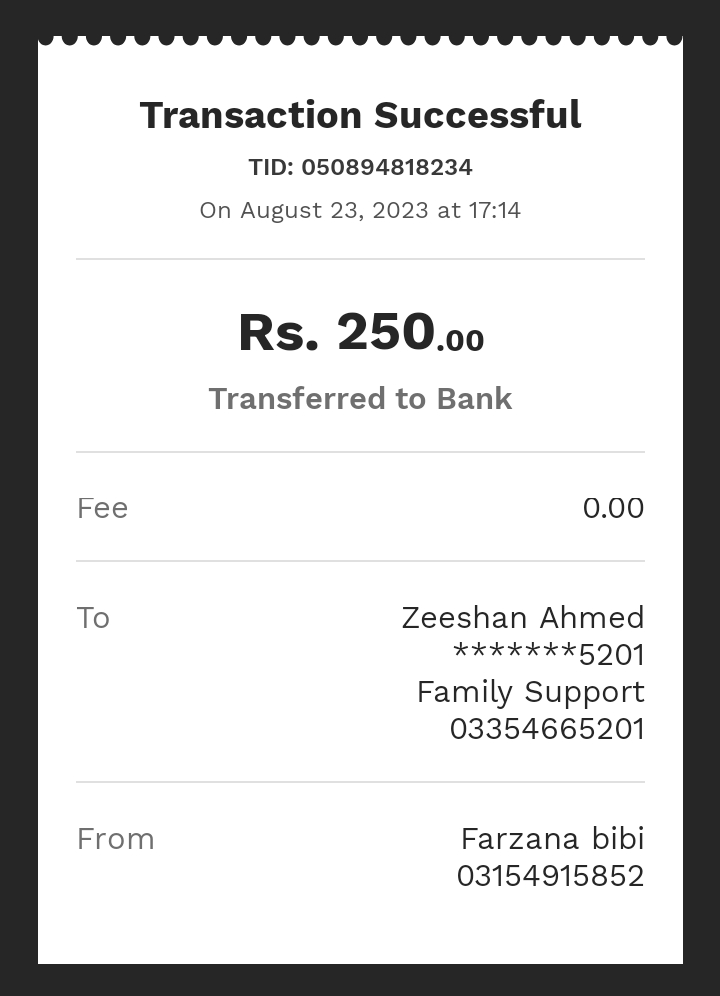 Transaction Successful
TID: 050894818234
On August 23, 2023 at 17:14
Rs. 250.00
Transferred to Bank
Fee 0.00
To Zeeshan Ahmed
*******5201
Family Support
03354665201
From Farzana bibi
03154915852